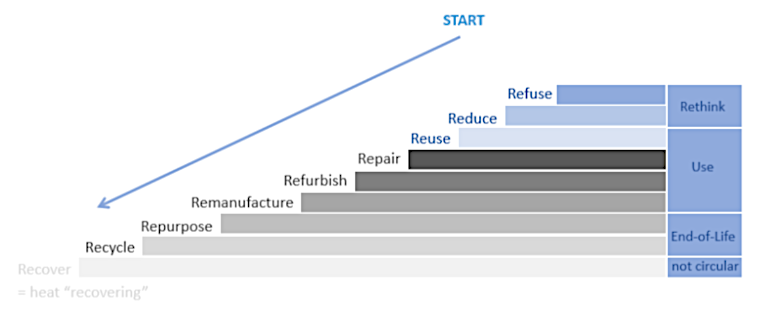 START
Refuse
Reduce
Rethink
Reuse
Repair
Use
Refurbish
Remanufacture
Repurpose
End-of-Life
Recycle
Recover
not circular
= heat “recovering”